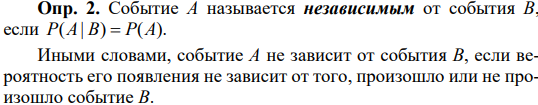 Опр. 2. Событие A называется независимым от события B,
если P(A | B) = P(A).
Иными словами, событие A не зависит от события B, если ве-
роятность его появления не зависит от того, произошло или не про-
изошло событие B.